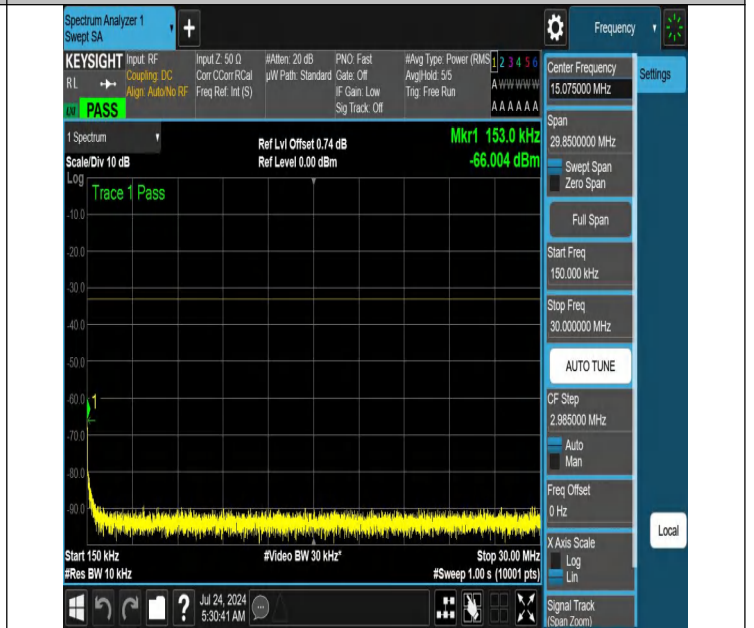 Spectrum Analyzer 1
Swept SA
+
Frequency
KEYSIGHT
RL
PASS
Input: RF
Coupling: DC
Align: Auto/No RF
Input Z: 50 Ω
Corr CCorr RCal
Freq Ref: Int (S)
#Atten: 20 dB
µW Path: Standard
PNO: Fast
Gate: Off
IF Gain: Low
Sig Track: Off
#Avg Type: Power (RMS
Avg|Hold: 5/5
Trig: Free Run
1 2 3 4 5 6
A W W W W W
A A A A A A
1 Spectrum
Scale/Div 10 dB
Ref Lvl Offset 0.74 dB
Ref Level 0.00 dBm
Mkr1 153.0 kHz
-66.004 dBm
Log
Trace 1 Pass
-10.0
-20.0
-30.0
-40.0
-50.0
-60.0
-70.0
-80.0
-90.0
1
Start 150 kHz
#Res BW 10 kHz
#Video BW 30 kHz*
Stop 30.00 MHz
#Sweep 1.00 s (10001 pts)
Jul 24, 2024
5:30:41 AM
Center Frequency
15.075000 MHz
Settings
Span
29.8500000 MHz
Swept Span
Zero Span
Full Span
Start Freq
150.000 kHz
Stop Freq
30.000000 MHz
AUTO TUNE
CF Step
2.985000 MHz
Auto
Man
Freq Offset
0 Hz
X Axis Scale
Log
Lin
Local
Signal Track
(Span Zoom)